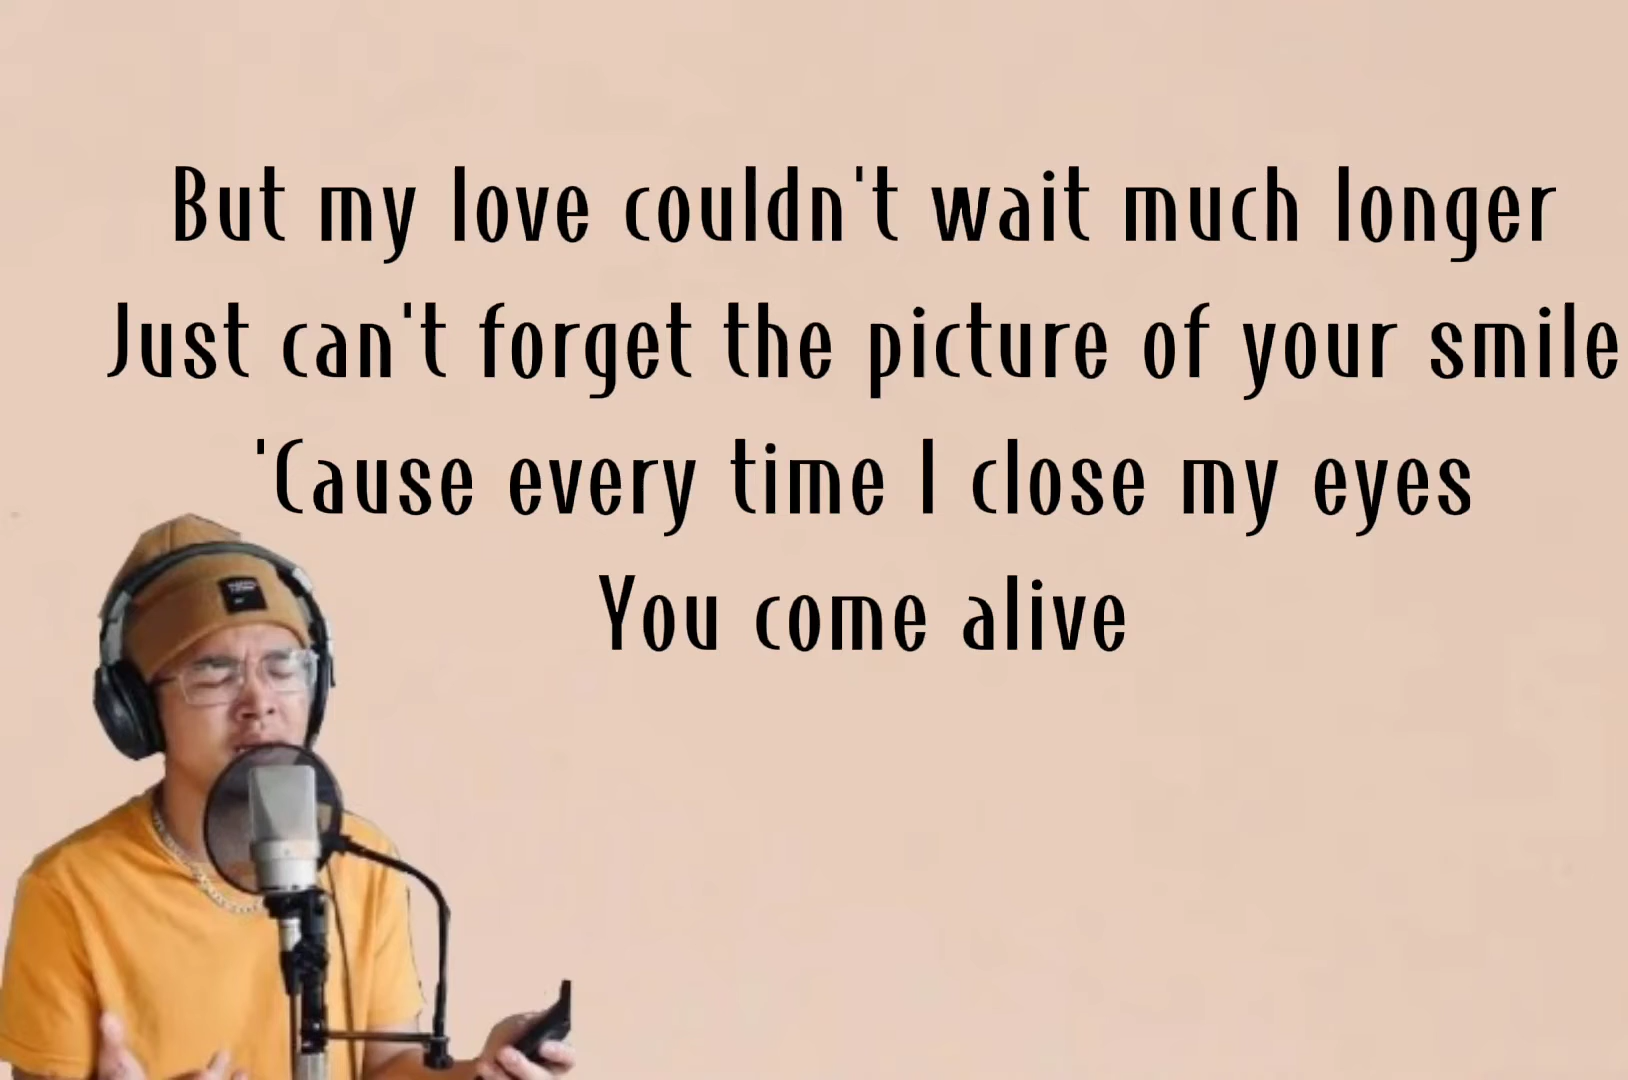 But my love couldn't wait much longer
Just can't forget the picture of your smile
'Cause every time I close my eyes
You come alive